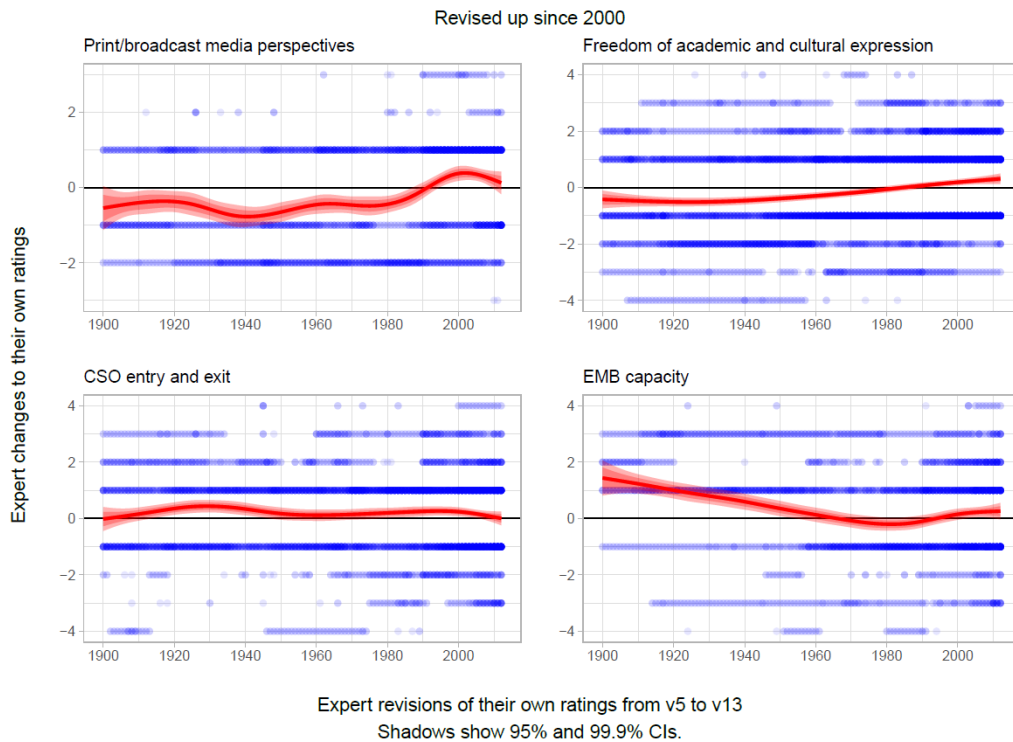 Revised up since 2000
Print/broadcast media perspectives
Freedom of academic and cultural expression
2
0
−2
1900 1920 1940 1960 1980 2000
4
2
0
−2
−4
1900 1920 1940 1960 1980 2000
Expert changes to their own ratings
CSO entry and exit
EMB capacity
4
2
0
−2
−4
1900 1920 1940 1960 1980 2000
4
2
0
−2
−4
1900 1920 1940 1960 1980 2000
Expert revisions of their own ratings from v5 to v13
Shadows show 95% and 99.9% CIs.